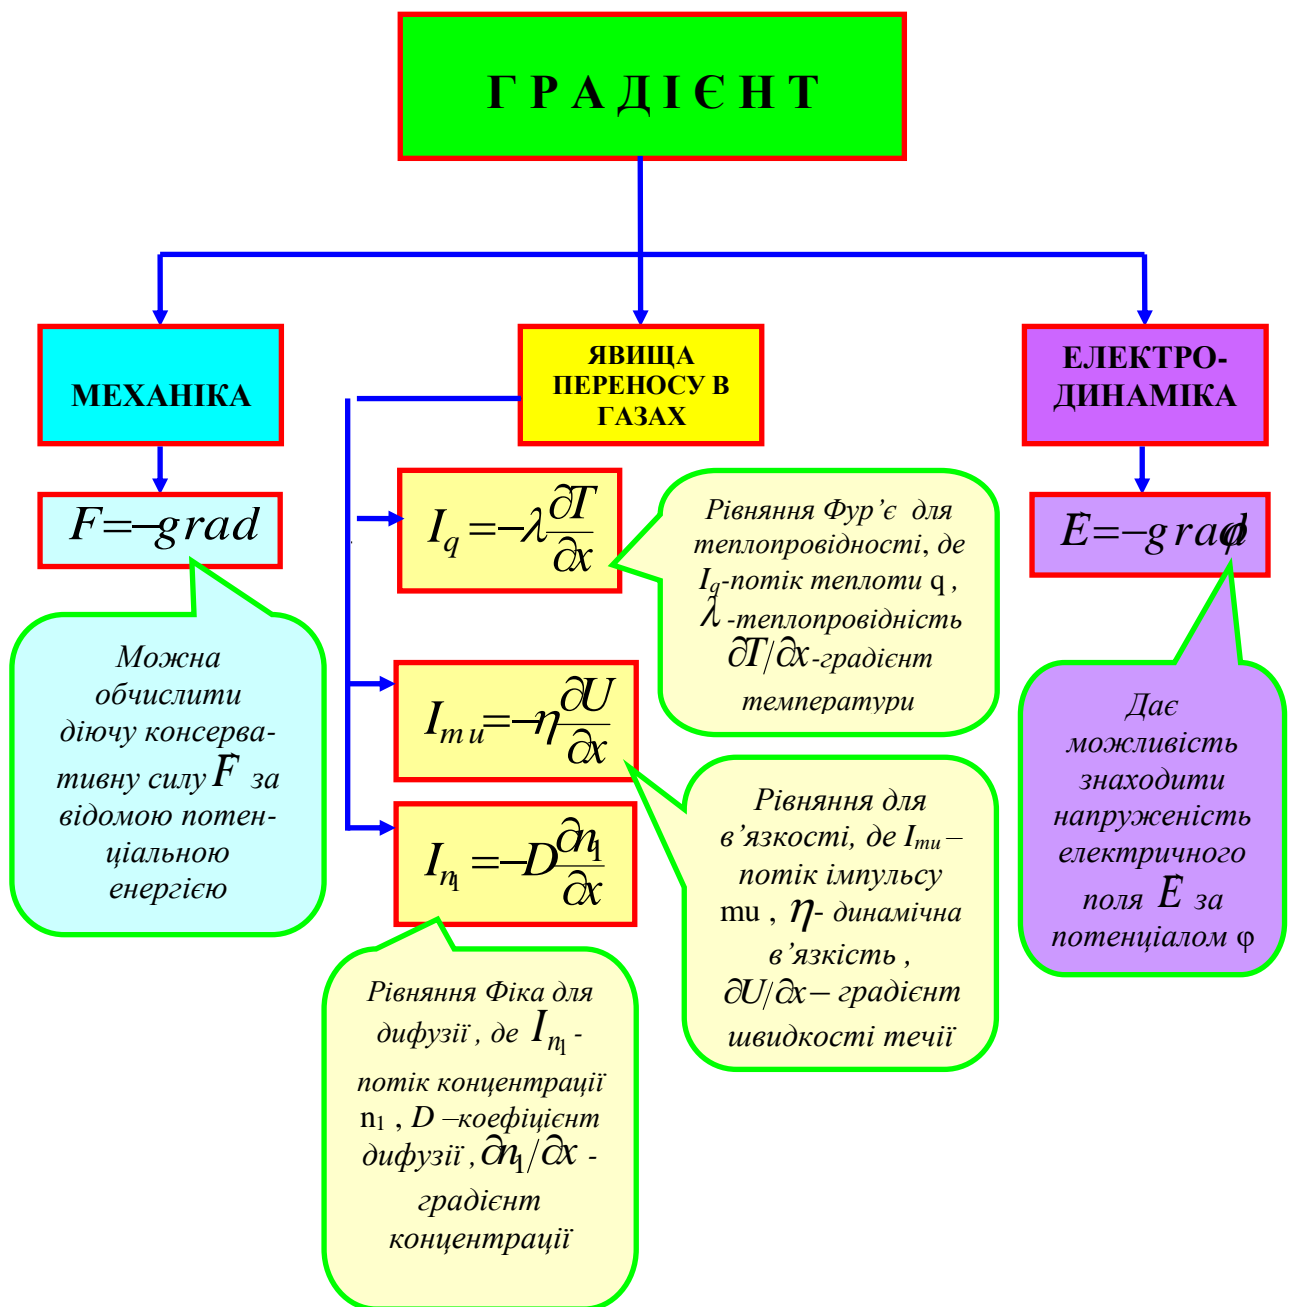 Г Р А Д І Є Н Т
МЕХАНІКА
ЯВИЩА
ПЕРЕНОСУ В
ГАЗАХ
ЕЛЕКТРО-
ДИНАМІКА
F=−grad
I_q=−λ ∂T/∂x
E⃗=−gradφ
Рівняння Фур’є для
теплопровідності, де
I_q-потік теплоти q ,
λ -теплопровідність
∂T/∂x-градієнт
температури
Можна
обчислити
діючу консерва-
тивну силу F⃗ за
відомою потен-
ціальною
енергією
I_mu=−η ∂U/∂x
Дає
можливість
знаходити
напруженість
електричного
поля E⃗ за
потенціалом φ
Рівняння для
в’язкості, де I_mu –
потік імпульсу
mu , η- динамічна
в’язкість ,
∂U/∂x – градієнт
швидкості течії
I_n₁=−D ∂n₁/∂x
Рівняння Фіка для
дифузії , де I_n₁ -
потік концентрації
n₁ , D –коефіцієнт
дифузії , ∂n₁/∂x -
градієнт
концентрації